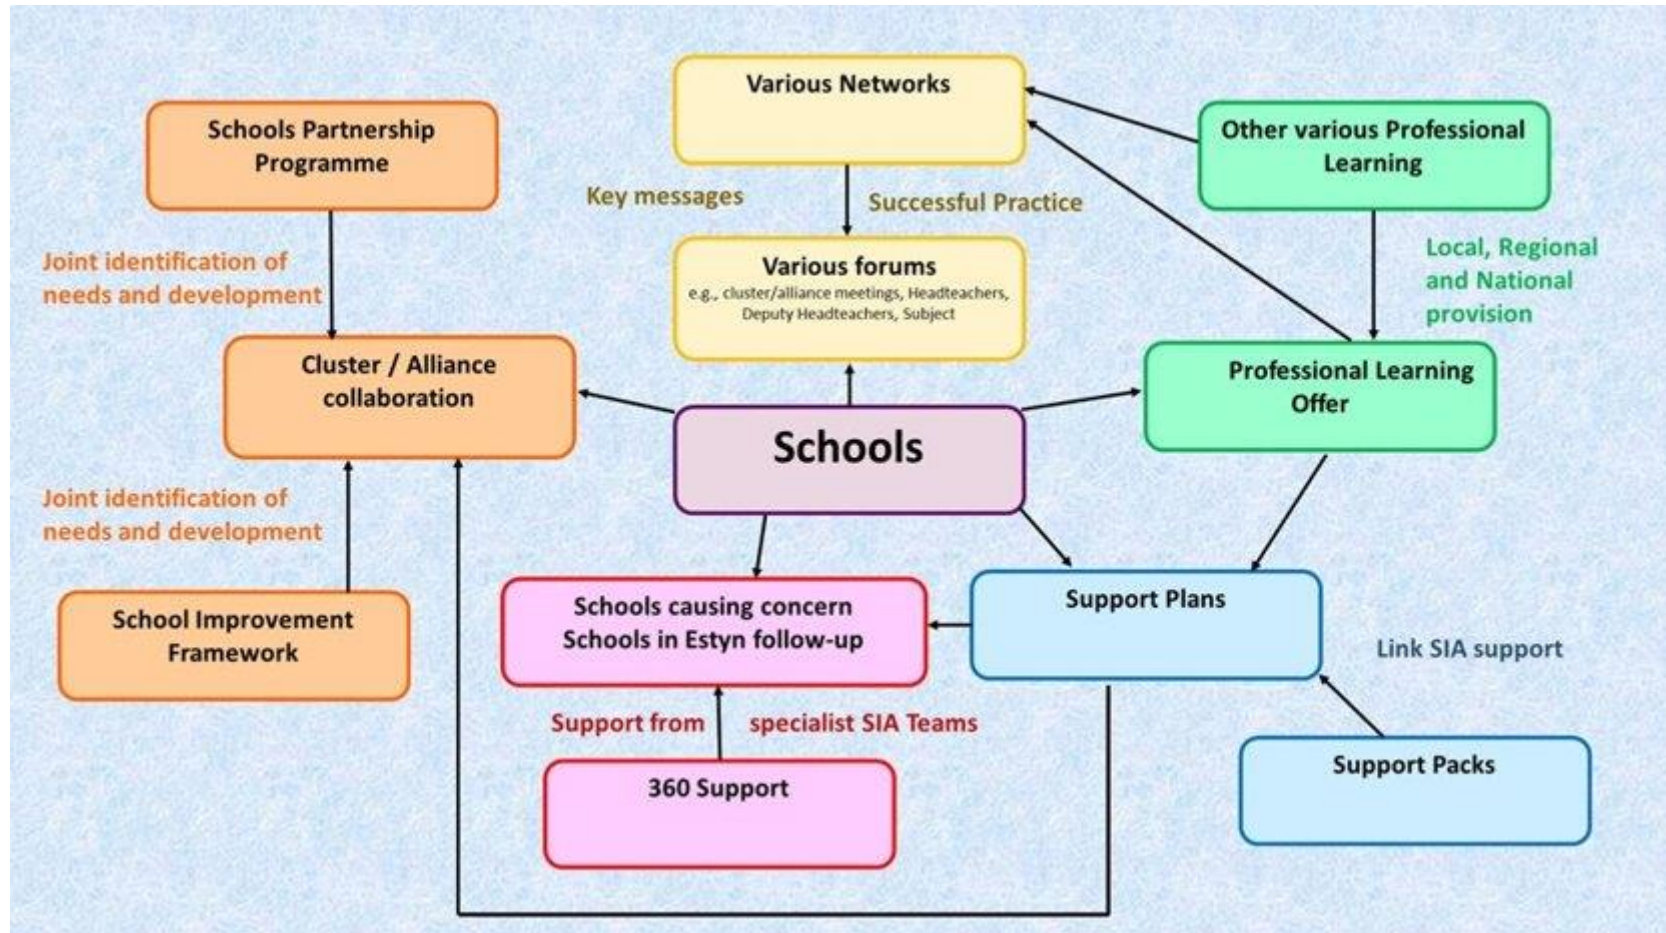 Various Networks
Schools Partnership
Programme
Other various Professional
Learning
Key messages
Successful Practice
Joint identification of
needs and development
Various forums
e.g., cluster/alliance meetings, Headteachers,
Deputy Headteachers, Subject
Local, Regional
and National
provision
Cluster / Alliance
collaboration
Professional Learning
Offer
Schools
Joint identification of
needs and development
School Improvement
Framework
Schools causing concern
Schools in Estyn follow-up
Support Plans
Link SIA support
Support from specialist SIA Teams
360 Support
Support Packs